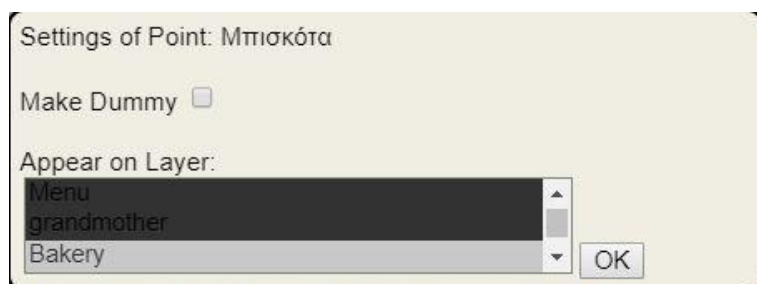 Settings of Point: Μπισκότα
Make Dummy
Appear on Layer:
Menu
grandmother
Bakery
OK